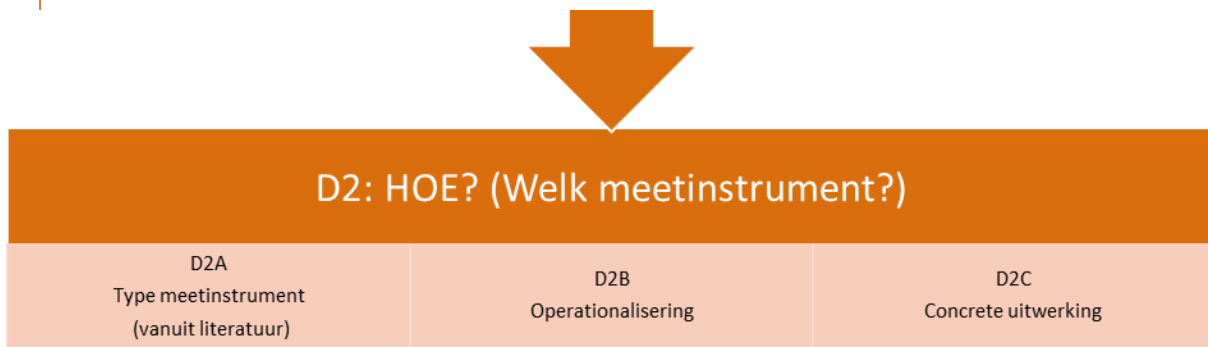 D2: HOE? (Welk meetinstrument?)
D2A
Type meetinstrument
(vanuit literatuur)
D2B
Operationalisering
D2C
Concrete uitwerking